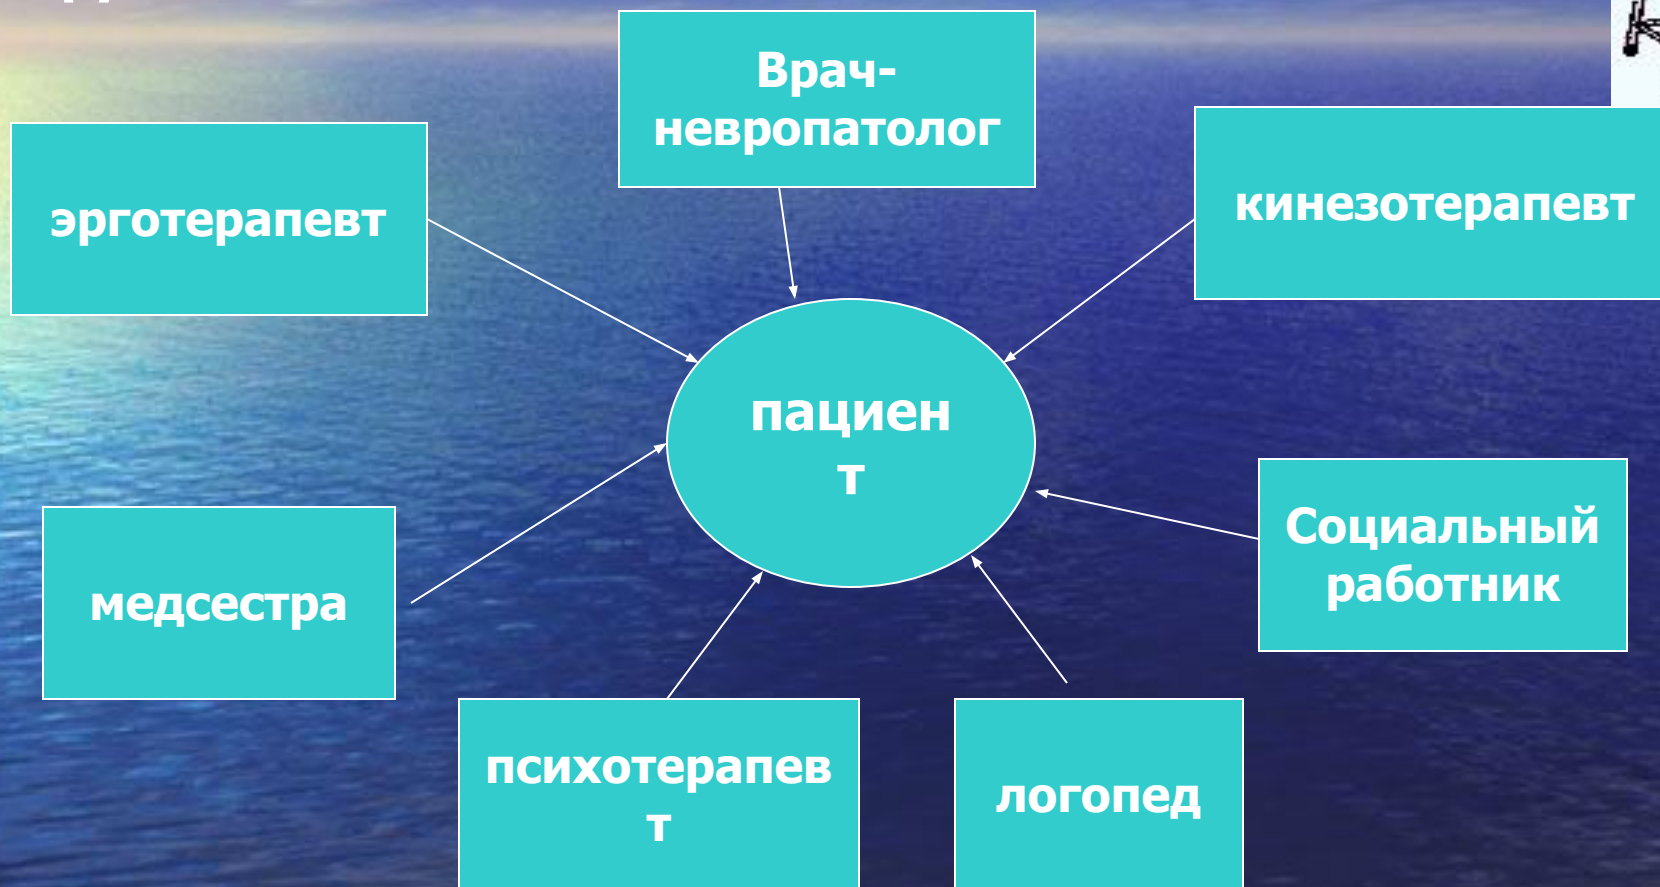 Врач-
невропатолог
эрготерапевт
кинезотерапевт
пациен
т
Социальный
работник
медсестра
психотерапев
т
логопед